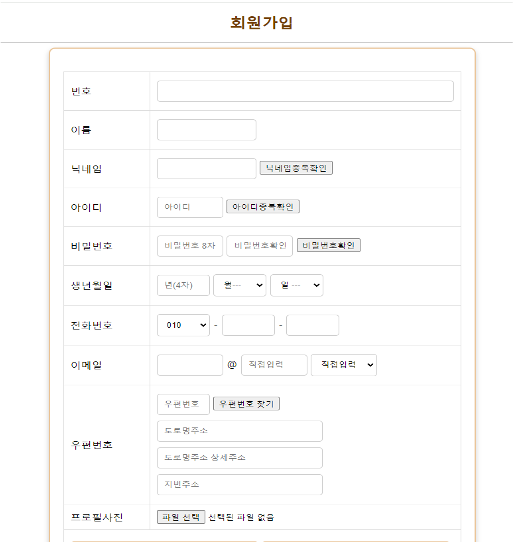 회원가입
번호
이름
닉네임 닉네임중복확인
아이디 아이디 아이디중복확인
비밀번호 비밀번호 8자 비밀번호확인 비밀번호확인
생년월일 년(4자) 월--- 일 ---
전화번호 010 - -
이메일 @ 직접입력 직접입력
우편번호 우편번호 우편번호 찾기
도로명주소
도로명주소 상세주소
지번주소
프로필사진 파일 선택 선택된 파일 없음